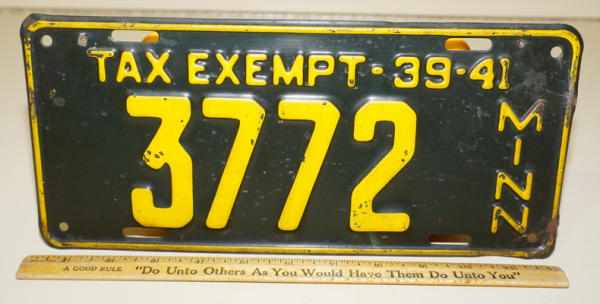 TAX EXEMPT-39-41
3772
MINN
A GOOD RULE "Do Unto Others As You Would Have Them Do Unto You"